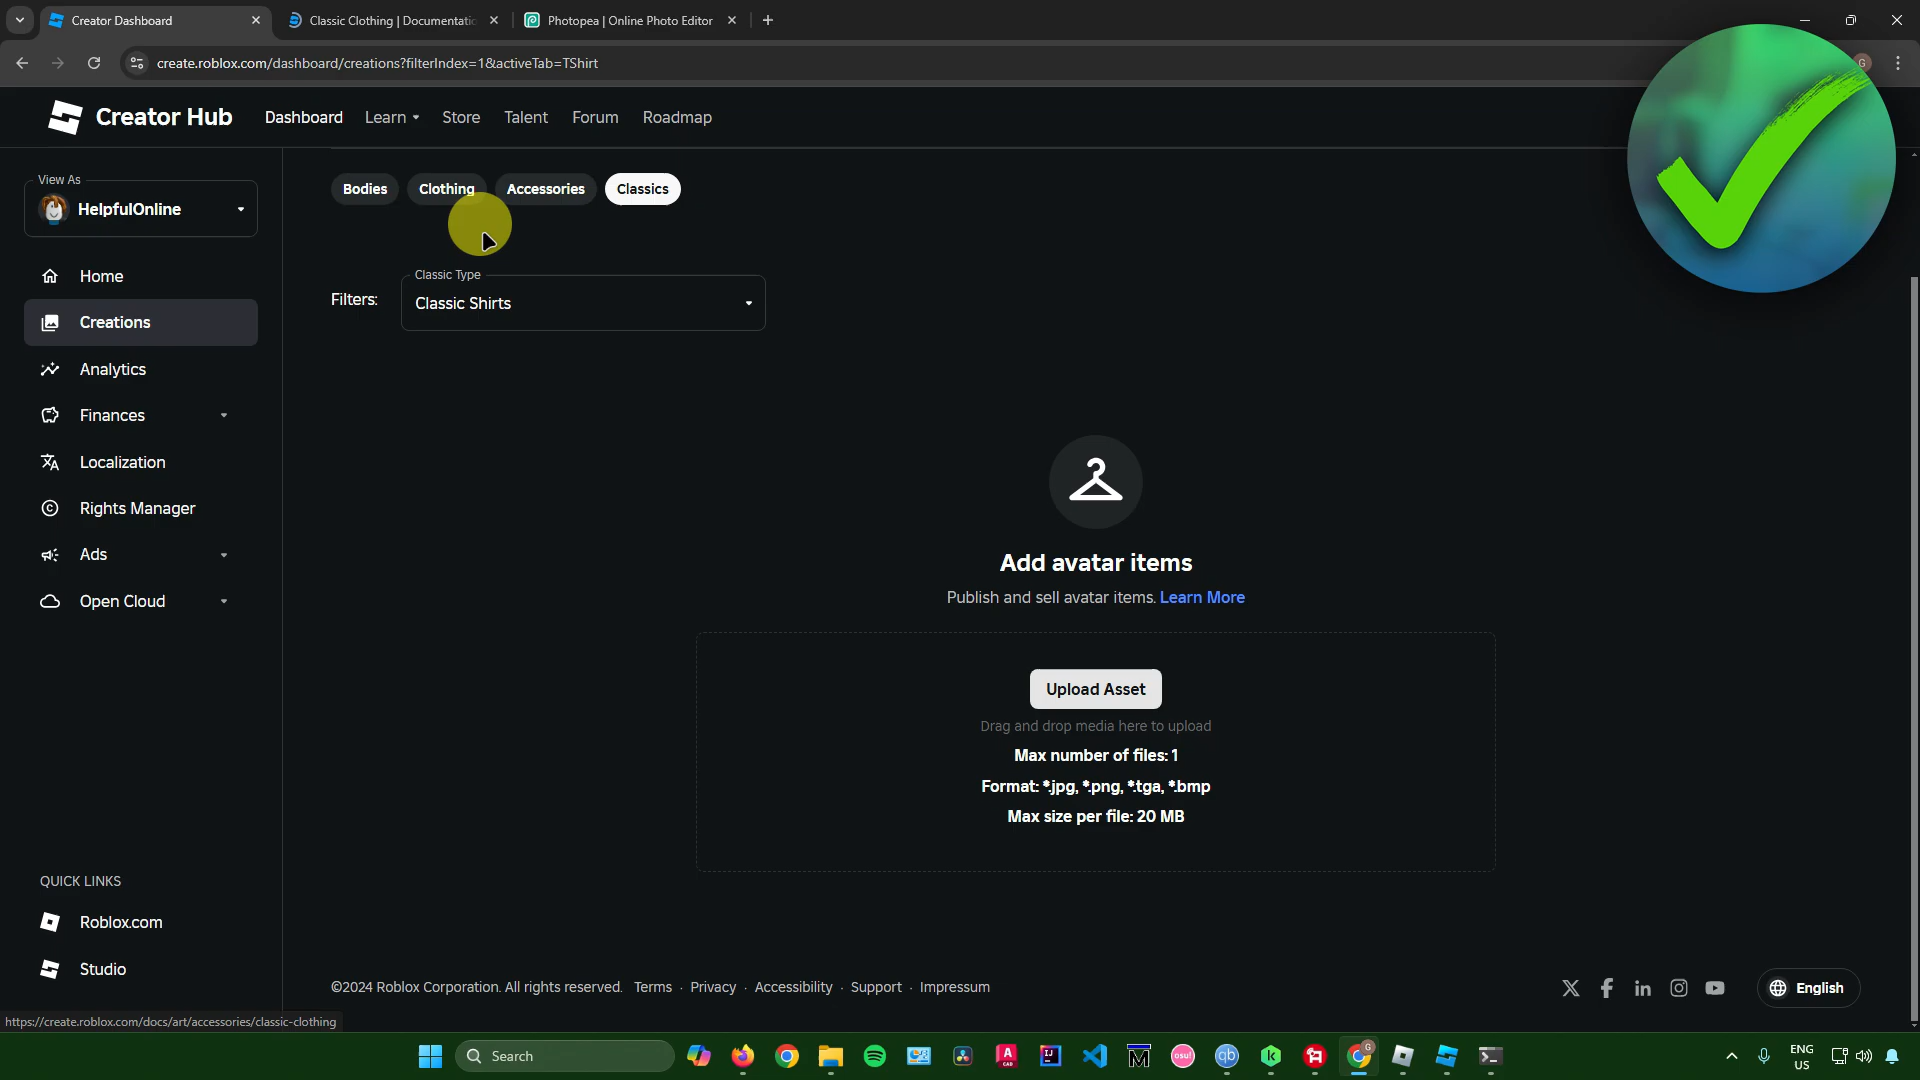 Creator Dashboard
Classic Clothing | Documentatio
Photopea | Online Photo Editor
create.roblox.com/dashboard/creations?filterIndex=1&activeTab=TShirt
G
Creator Hub
Dashboard
Learn
Store
Talent
Forum
Roadmap
View As
HelpfulOnline
Home
Creations
Analytics
Finances
Localization
Rights Manager
Ads
Open Cloud
QUICK LINKS
Roblox.com
Studio
Bodies
Clothing
Accessories
Classics
Filters:
Classic Type
Classic Shirts
Add avatar items
Publish and sell avatar items. Learn More
Upload Asset
Drag and drop media here to upload
Max number of files: 1
Format: *.jpg, *.png, *.tga, *.bmp
Max size per file: 20 MB
©2024 Roblox Corporation. All rights reserved. Terms · Privacy · Accessibility · Support · Impressum
English
https://create.roblox.com/docs/art/accessories/classic-clothing
Search
ENG
US